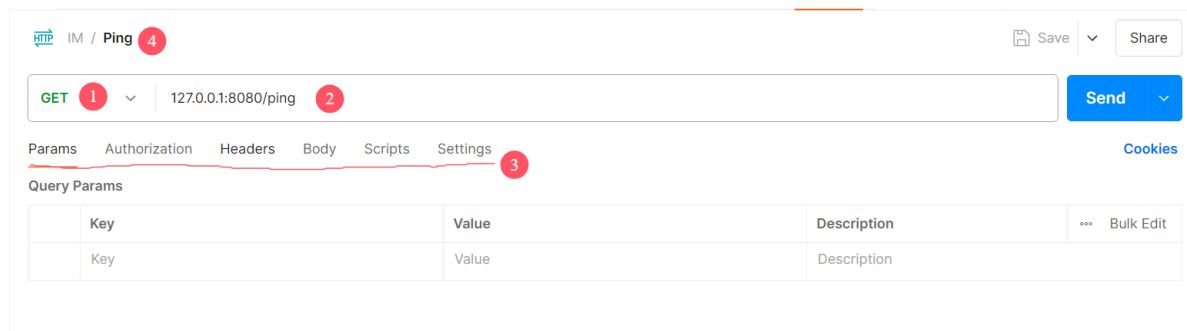 HTTP IM / Ping 4 Save Share
GET 1 127.0.0.1:8080/ping 2 Send
Params Authorization Headers Body Scripts Settings 3 Cookies
Query Params
Key Value Description Bulk Edit
Key Value Description